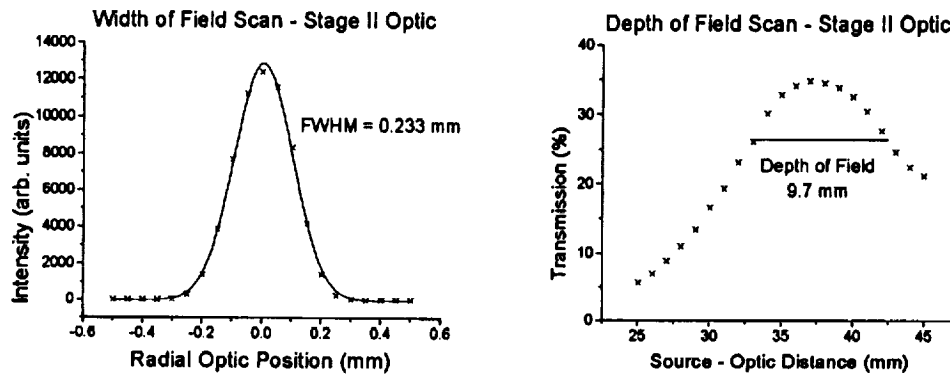 Width of Field Scan - Stage II Optic
14000
12000
10000
8000
6000
4000
2000
0
-0.6
-0.4
-0.2
0.0
0.2
0.4
0.6
Intensity (arb. units)
Radial Optic Position (mm)
FWHM = 0.233 mm
Depth of Field Scan - Stage II Optic
40
30
20
10
0
25
30
35
40
45
Transmission (%)
Source - Optic Distance (mm)
Depth of Field
9.7 mm